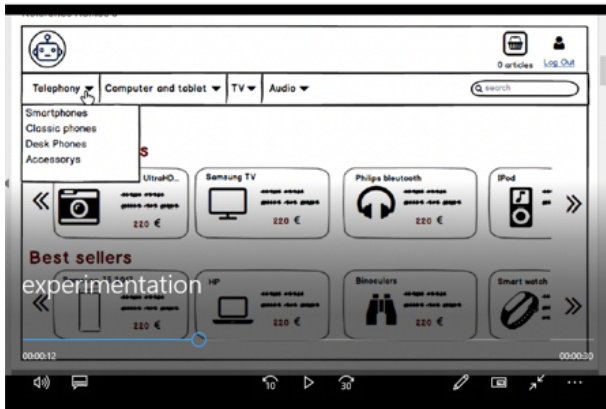 0 articles
Log Out
Telephony
Computer and tablet
TV
Audio
search
Smartphones
Classic phones
Desk Phones
Accessorys
s
UltraHD...
Samsung TV
Philips bleutooth
IPod
220 €
220 €
220 €
Best sellers
HP
Binoculars
Smart watch
experimentation
220 €
220 €
220 €
00:00:12
00:00:30
10
30